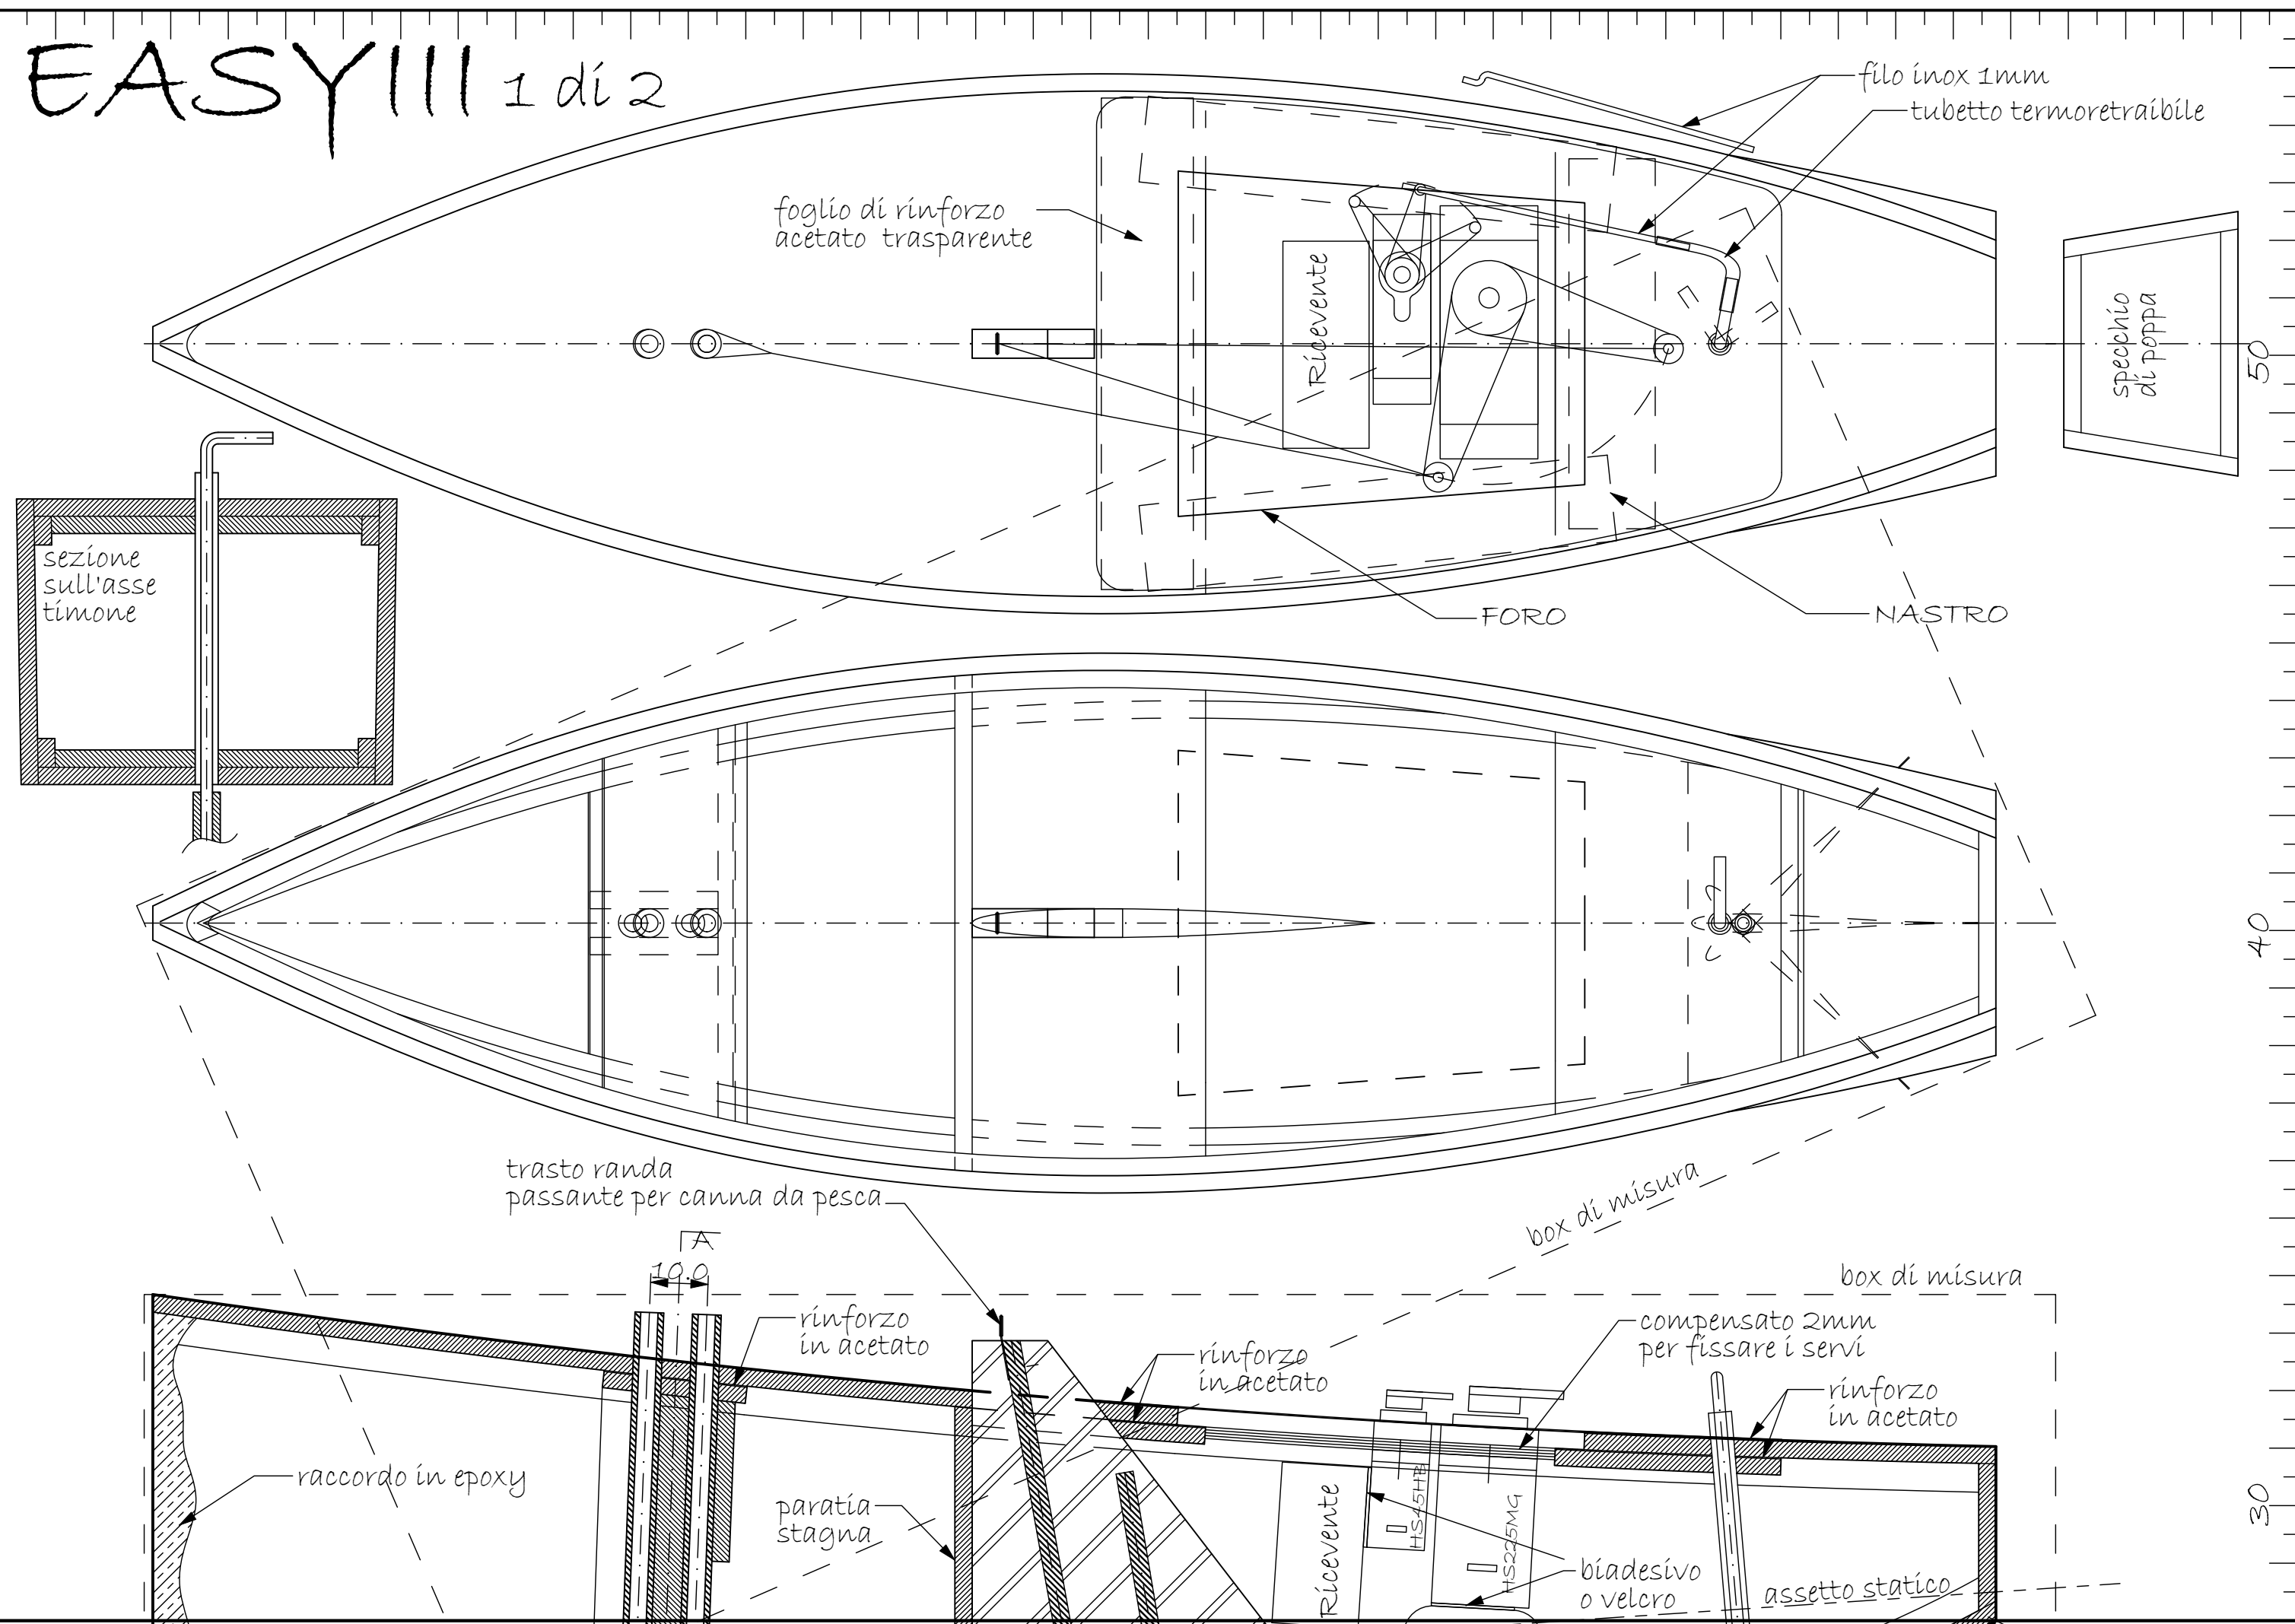 EASYIII 1 di 2
filo inox 1mm
tubetto termoretraibile
foglio di rinforzo
acetato trasparente
Ricevente
specchio
di poppa
50
sezione
sull'asse
timone
FORO
NASTRO
40
trasto randa
passante per canna da pesca
box di misura
A
10.0
box di misura
rinforzo
in acetato
rinforzo
in acetato
compensato 2mm
per fissare i servi
rinforzo
in acetato
raccordo in epoxy
paratia
stagna
Ricevente
HS45HB
HS225MG
30
biadesivo
o velcro
assetto statico